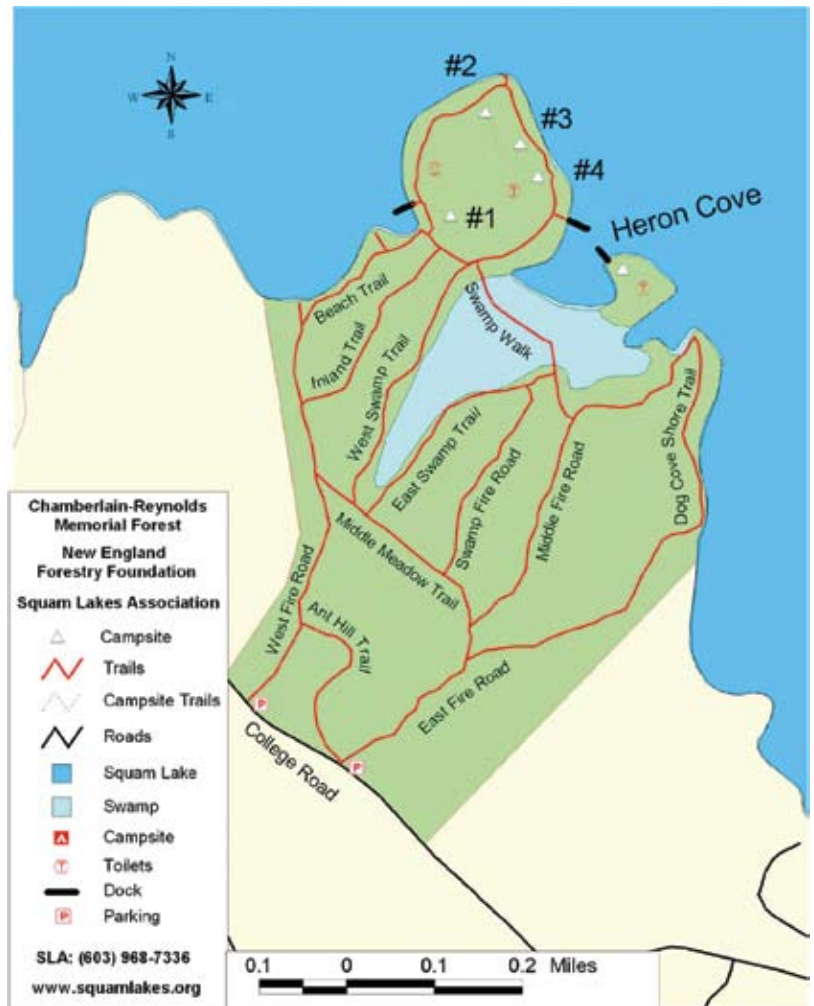 N
W E
S
#2
#3
#4
#1
Heron Cove
Beach Trail
Inland Trail
West Swamp Trail
Swamp Walk
East Swamp Trail
Swamp Fire Road
Middle Fire Road
Dog Cove Shore Trail
Middle Meadow Trail
West Fire Road
Ant Hill Trail
East Fire Road
College Road
P
P
T
Chamberlain-Reynolds
Memorial Forest
New England
Forestry Foundation
Squam Lakes Association
Campsite
Trails
Campsite Trails
Roads
Squam Lake
Swamp
Campsite
T Toilets
Dock
P Parking
SLA: (603) 968-7336
www.squamlakes.org
0.1 0 0.1 0.2 Miles